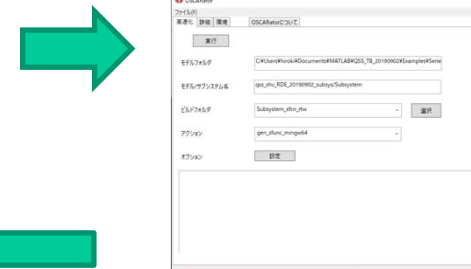 OSCARator
ファイル(F)
高速化 詳細 環境 OSCARatorについて
実行
モデルフォルダ C:¥Users¥hiroki¥Documents¥MATLAB¥QSS_TB_20190902¥Examples¥Serie
モデル/サブシステム名 qss_shv_RDE_20190902_subsys/Subsystem
ビルドフォルダ Subsystem_sfcn_rtw 選択
アクション gen_sfunc_mingw64
オプション 設定